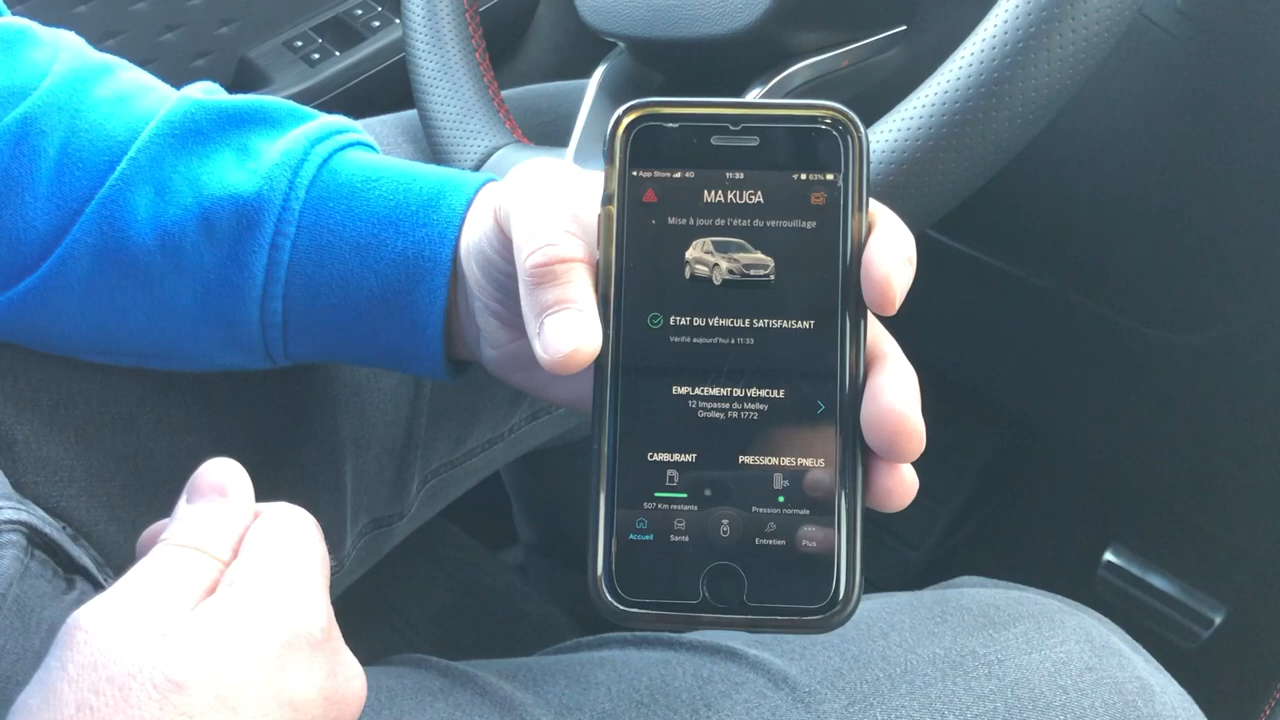 App Store 4G 11:33 63%
MA KUGA
Mise à jour de l'état du verrouillage
ÉTAT DU VÉHICULE SATISFAISANT
Vérifié aujourd'hui à 11:33
EMPLACEMENT DU VÉHICULE
12 Impasse du Melley
Grolley, FR 1772
CARBURANT
PRESSION DES PNEUS
507 Km restants
Pression normale
Accueil
Santé
Entretien
Plus